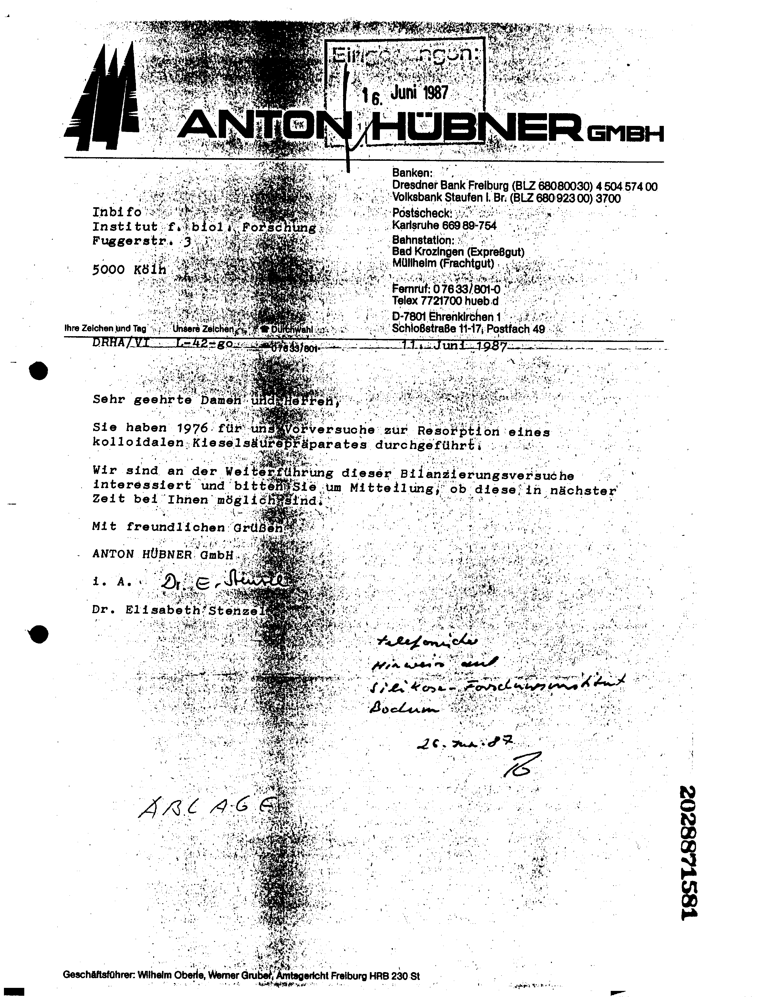 Eingegangen:
16. Juni 1987
ANTON HÜBNER GMBH
Banken:
Dresdner Bank Freiburg (BLZ 680 800 30) 4 504 574 00
Volksbank Staufen i. Br. (BLZ 680 923 00) 3700
Postscheck:
Karlsruhe 669 89-754
Bahnstation:
Bad Krozingen (Expreßgut)
Müllheim (Frachtgut)
Fernruf: 0 76 33/801-0
Telex 7721700 hueb d
D-7801 Ehrenkirchen 1
Schloßstraße 11-17, Postfach 49
Inbifo
Institut f. biol. Forschung
Fuggerstr. 3
5000 Köln
Ihre Zeichen und Tag Unsere Zeichen ☎ Durchwahl
DRHA/VI L-42-go 07633/801- 11. Juni 1987
Sehr geehrte Damen und Herren,
Sie haben 1976 für uns Vorversuche zur Resorption eines
kolloidalen Kieselsäurepräparates durchgeführt.
Wir sind an der Weiterführung dieser Bilanzierungsversuche
interessiert und bitten Sie um Mitteilung, ob diese in nächster
Zeit bei Ihnen möglich sind.
Mit freundlichen Grüßen
ANTON HÜBNER GmbH
i. A. Dr. E. Stenzel
Dr. Elisabeth Stenzel
telefonischer
Hinweis auf
Silikose-Forschungsinstitut
Bochum
26. Juni 87
ABLAGE
2028871581
Geschäftsführer: Wilhelm Oberle, Werner Gruber, Amtsgericht Freiburg HRB 230 St